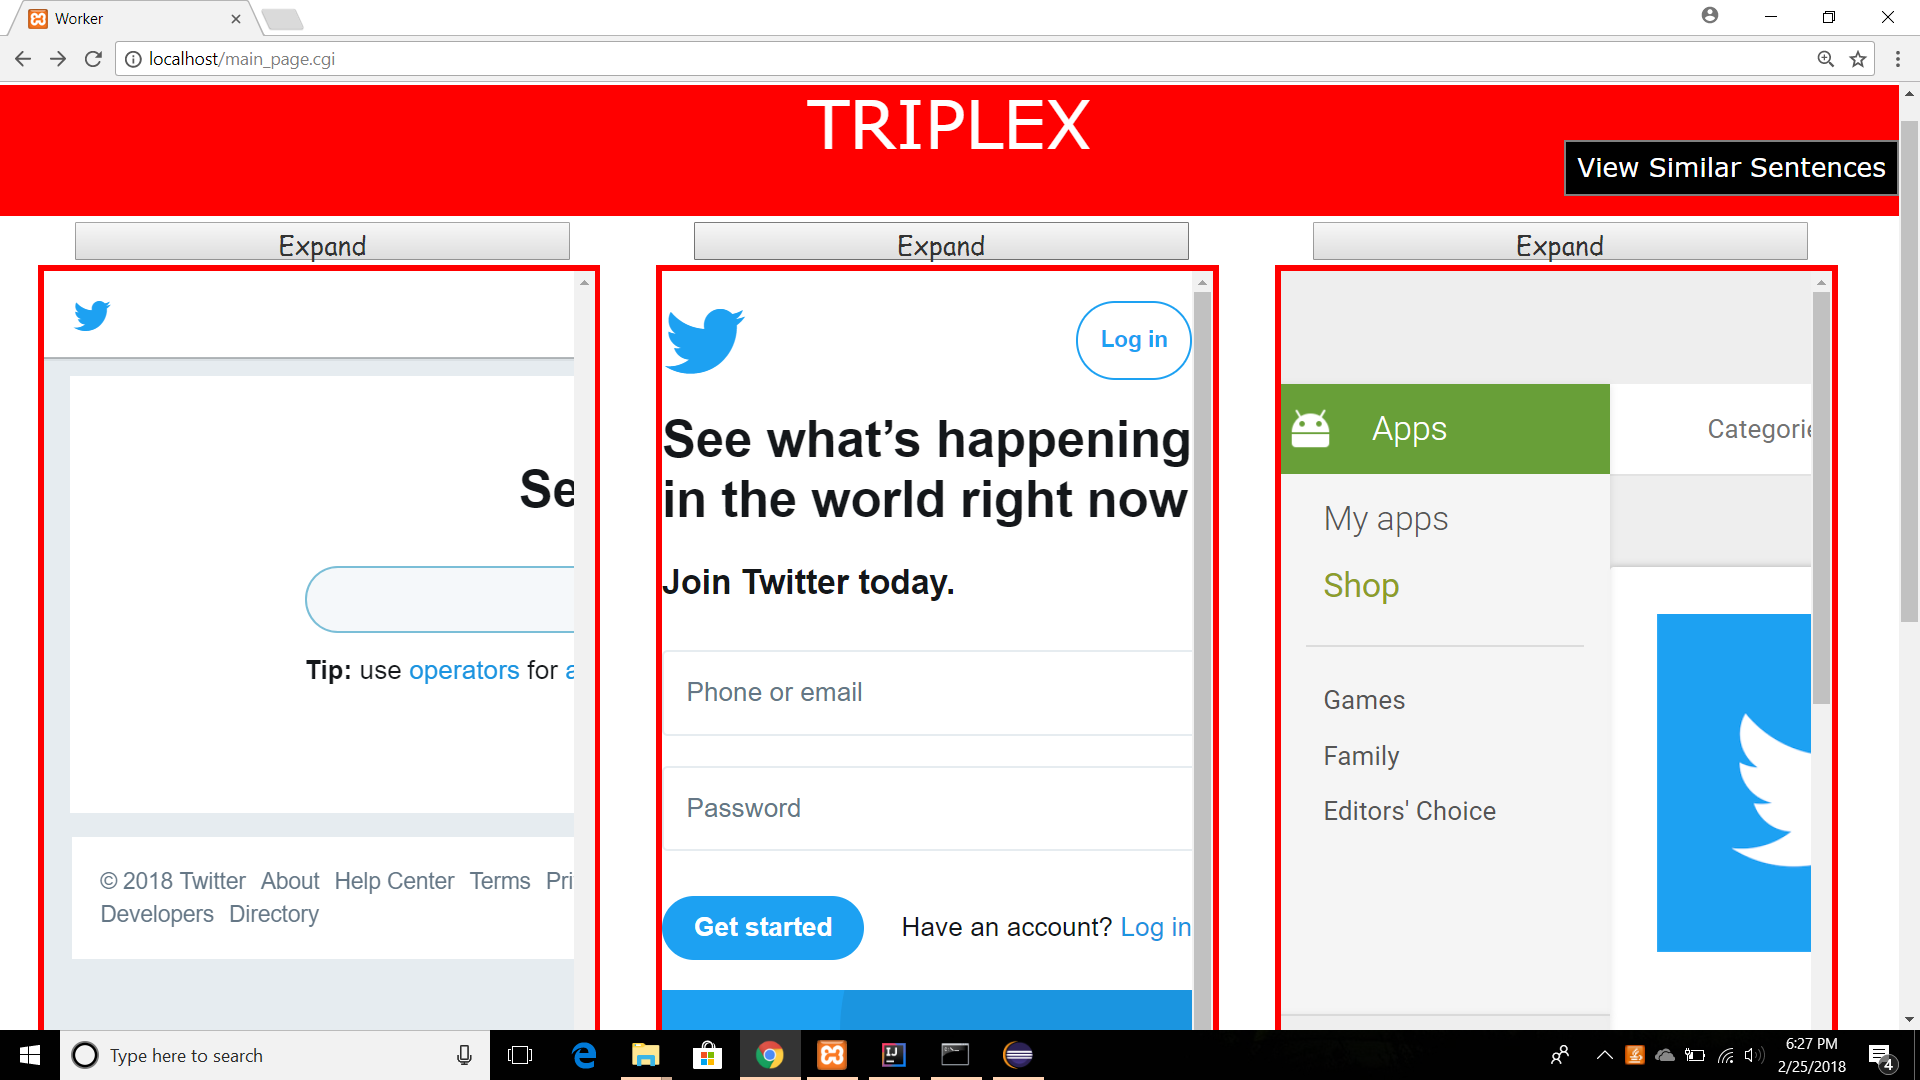 Worker
localhost/main_page.cgi
TRIPLEX
View Similar Sentences
Expand
Expand
Expand
Se
Tip: use operators for a
© 2018 Twitter About Help Center Terms Pri
Developers Directory
Log in
See what’s happening
in the world right now
Join Twitter today.
Phone or email
Password
Get started
Have an account? Log in
Apps
Categorie
My apps
Shop
Games
Family
Editors' Choice
Type here to search
6:27 PM
2/25/2018
4